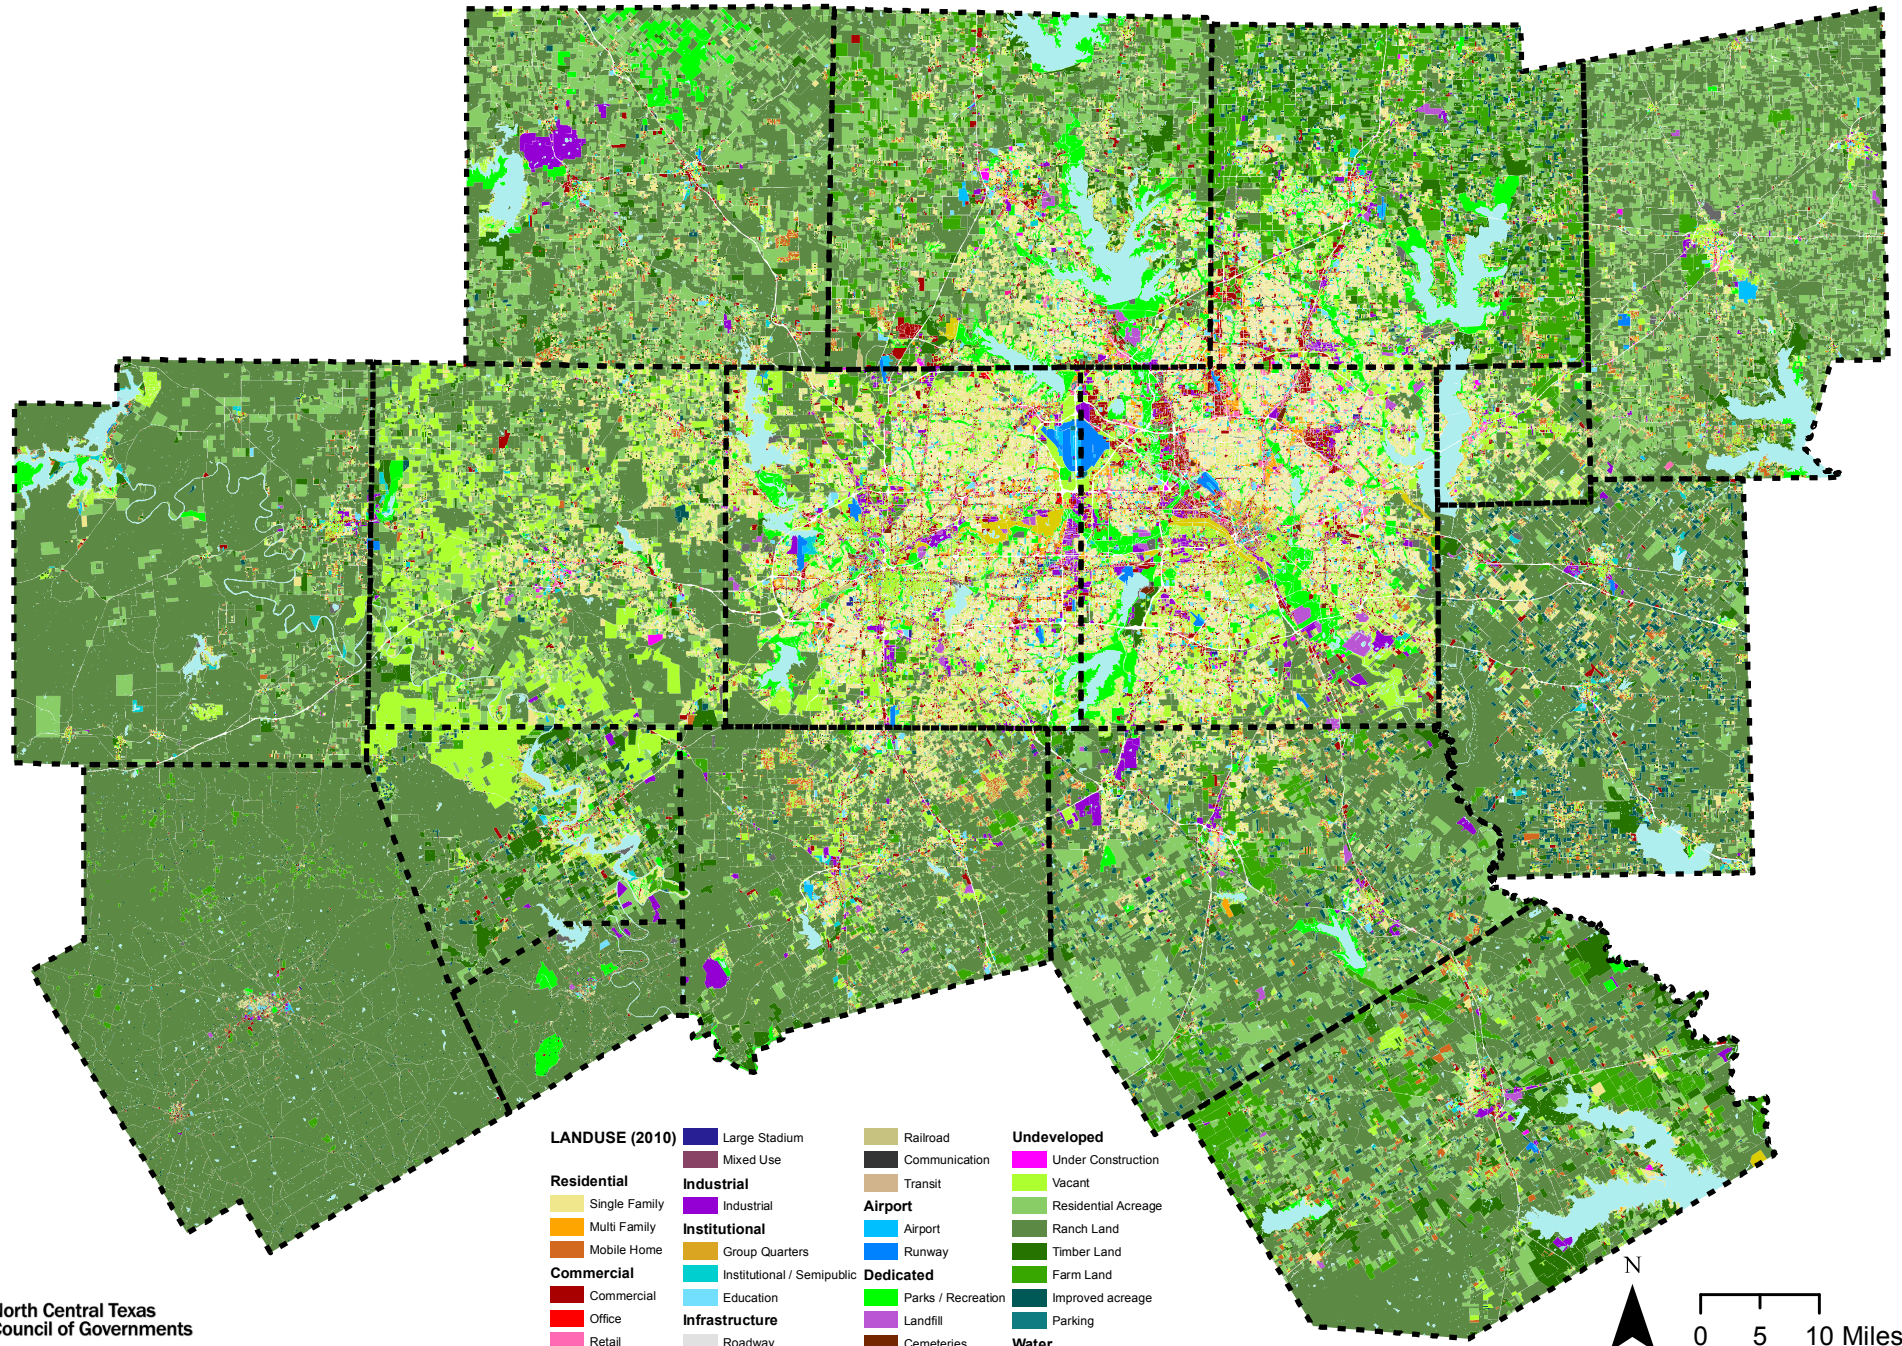 LANDUSE (2010)
Residential
Single Family
Multi Family
Mobile Home
Commercial
Commercial
Office
Retail
Large Stadium
Mixed Use
Industrial
Industrial
Institutional
Group Quarters
Institutional / Semipublic
Education
Infrastructure
Roadway
Railroad
Communication
Transit
Airport
Airport
Runway
Dedicated
Parks / Recreation
Landfill
Cemeteries
Undeveloped
Under Construction
Vacant
Residential Acreage
Ranch Land
Timber Land
Farm Land
Improved acreage
Parking
Water
N
0 5 10 Miles
North Central Texas
Council of Governments